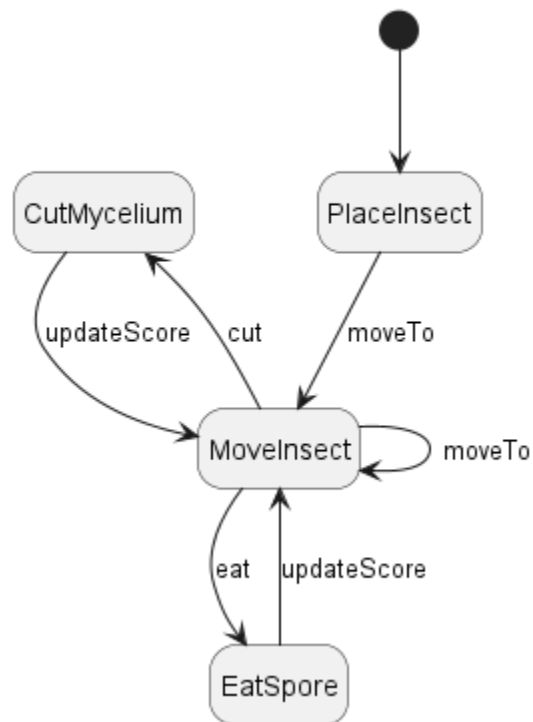 CutMycelium
PlaceInsect
updateScore
cut
moveTo
MoveInsect
moveTo
eat
updateScore
EatSpore